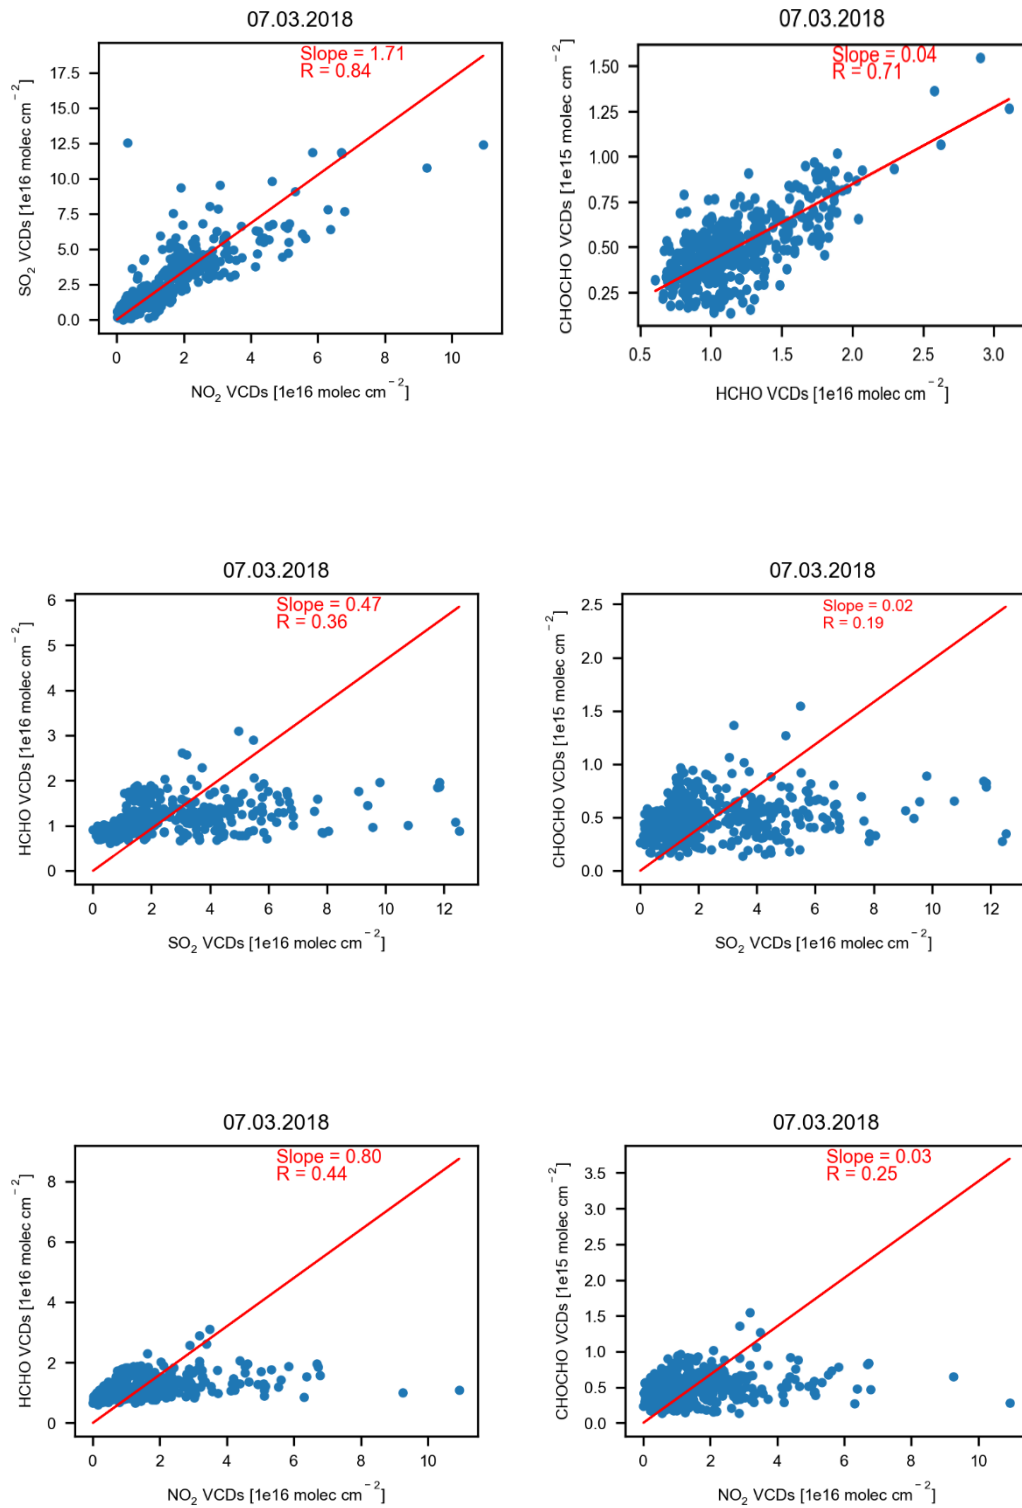 07.03.2018
Slope = 1.71
R = 0.84
17.5
15.0
12.5
10.0
7.5
5.0
2.5
0.0
SO₂ VCDs [1e16 molec cm⁻²]
0 2 4 6 8 10
NO₂ VCDs [1e16 molec cm⁻²]
07.03.2018
Slope = 0.04
R = 0.71
1.50
1.25
1.00
0.75
0.50
0.25
CHOCHO VCDs [1e15 molec cm⁻²]
0.5 1.0 1.5 2.0 2.5 3.0
HCHO VCDs [1e16 molec cm⁻²]
07.03.2018
Slope = 0.47
R = 0.36
6
5
4
3
2
1
0
HCHO VCDs [1e16 molec cm⁻²]
0 2 4 6 8 10 12
SO₂ VCDs [1e16 molec cm⁻²]
07.03.2018
Slope = 0.02
R = 0.19
2.5
2.0
1.5
1.0
0.5
0.0
CHOCHO VCDs [1e15 molec cm⁻²]
0 2 4 6 8 10 12
SO₂ VCDs [1e16 molec cm⁻²]
07.03.2018
Slope = 0.80
R = 0.44
8
6
4
2
0
HCHO VCDs [1e16 molec cm⁻²]
0 2 4 6 8 10
NO₂ VCDs [1e16 molec cm⁻²]
07.03.2018
Slope = 0.03
R = 0.25
3.5
3.0
2.5
2.0
1.5
1.0
0.5
0.0
CHOCHO VCDs [1e15 molec cm⁻²]
0 2 4 6 8 10
NO₂ VCDs [1e16 molec cm⁻²]